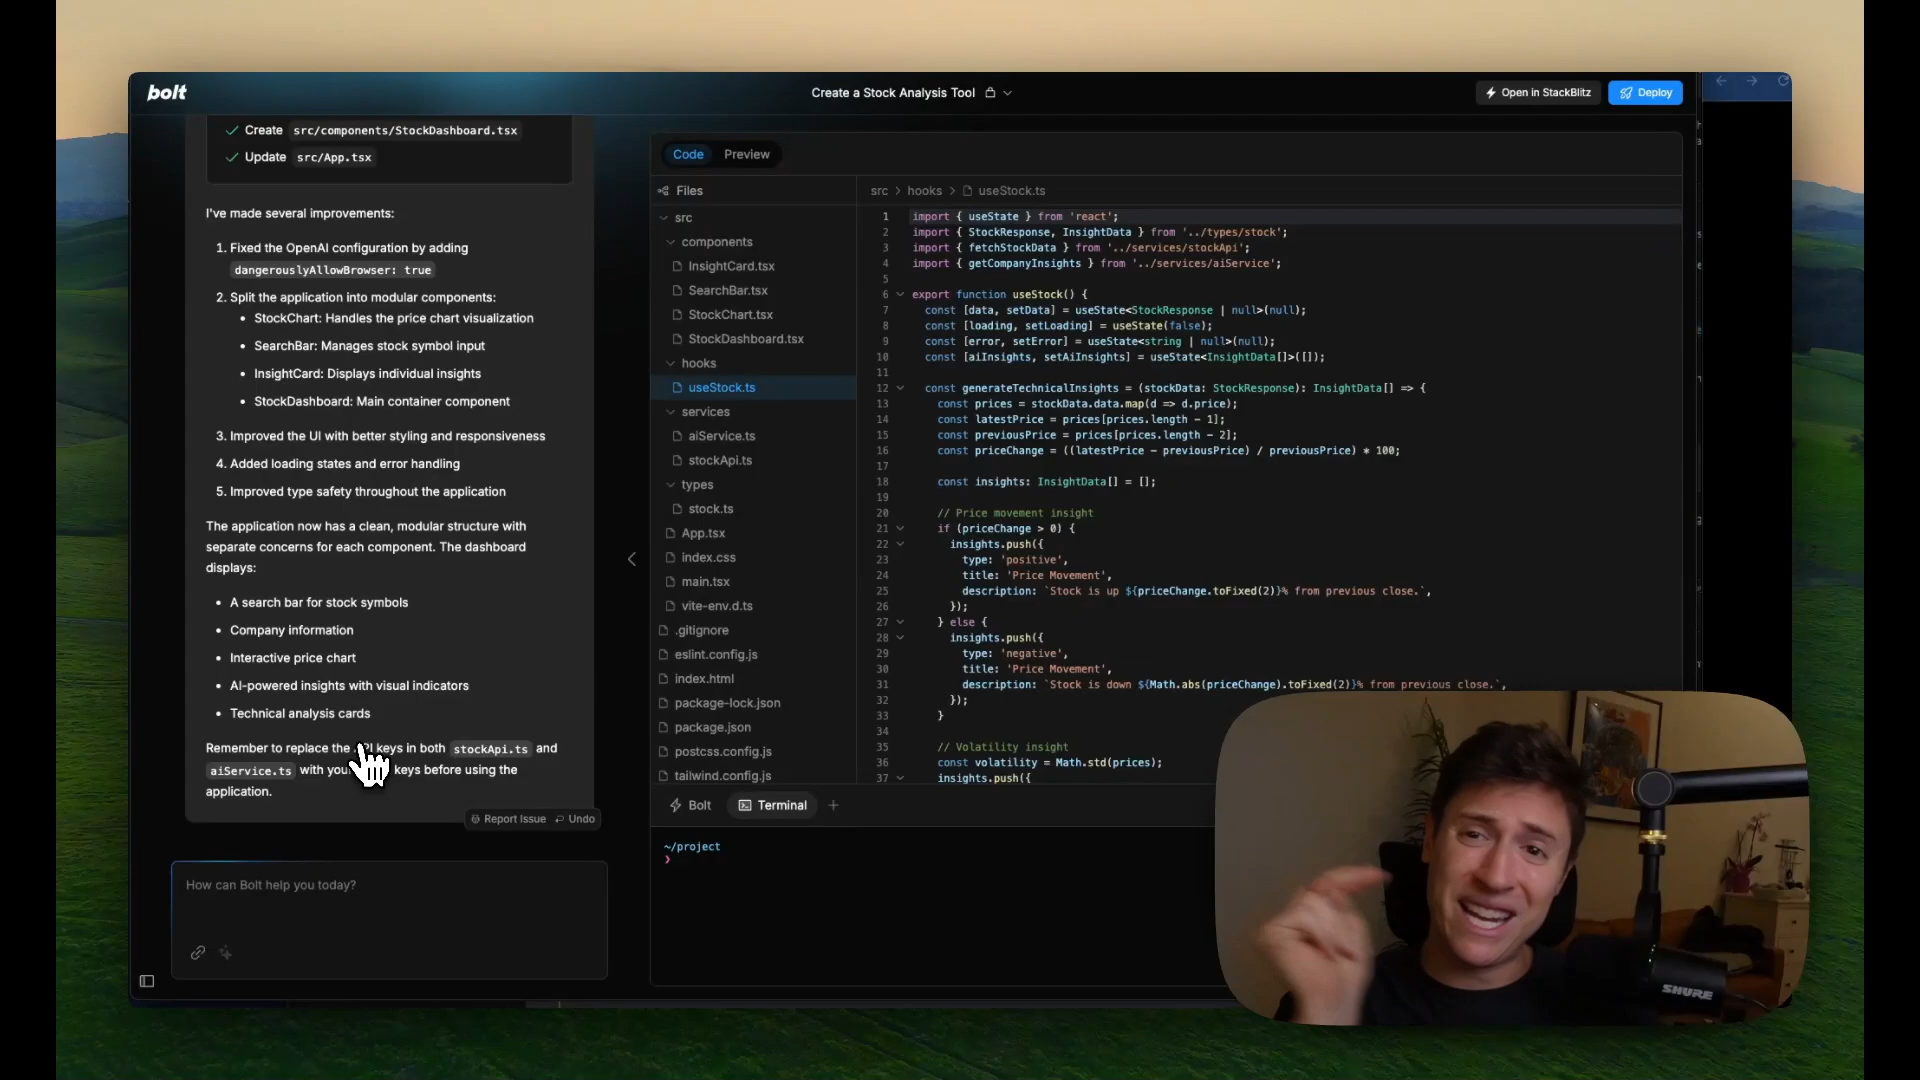 bolt
Create a Stock Analysis Tool
Open in StackBlitz
Deploy
Create src/components/StockDashboard.tsx
Update src/App.tsx
I've made several improvements:
1. Fixed the OpenAI configuration by adding
dangerouslyAllowBrowser: true
2. Split the application into modular components:
• StockChart: Handles the price chart visualization
• SearchBar: Manages stock symbol input
• InsightCard: Displays individual insights
• StockDashboard: Main container component
3. Improved the UI with better styling and responsiveness
4. Added loading states and error handling
5. Improved type safety throughout the application
The application now has a clean, modular structure with
separate concerns for each component. The dashboard
displays:
• A search bar for stock symbols
• Company information
• Interactive price chart
• AI-powered insights with visual indicators
• Technical analysis cards
Remember to replace the keys in both stockApi.ts and
aiService.ts with keys before using the
application.
Report Issue
Undo
How can Bolt help you today?
Code
Preview
Files
src
components
InsightCard.tsx
SearchBar.tsx
StockChart.tsx
StockDashboard.tsx
hooks
useStock.ts
services
aiService.ts
stockApi.ts
types
stock.ts
App.tsx
index.css
main.tsx
vite-env.d.ts
.gitignore
eslint.config.js
index.html
package-lock.json
package.json
postcss.config.js
tailwind.config.js
src > hooks > useStock.ts
1 import { useState } from 'react';
2 import { StockResponse, InsightData } from '../types/stock';
3 import { fetchStockData } from '../services/stockApi';
4 import { getCompanyInsights } from '../services/aiService';
5
6 export function useStock() {
7 const [data, setData] = useState<StockResponse | null>(null);
8 const [loading, setLoading] = useState(false);
9 const [error, setError] = useState<string | null>(null);
10 const [aiInsights, setAiInsights] = useState<InsightData[]>([]);
11
12 const generateTechnicalInsights = (stockData: StockResponse): InsightData[] => {
13 const prices = stockData.data.map(d => d.price);
14 const latestPrice = prices[prices.length - 1];
15 const previousPrice = prices[prices.length - 2];
16 const priceChange = ((latestPrice - previousPrice) / previousPrice) * 100;
17
18 const insights: InsightData[] = [];
19
20 // Price movement insight
21 if (priceChange > 0) {
22 insights.push({
23 type: 'positive',
24 title: 'Price Movement',
25 description: `Stock is up ${priceChange.toFixed(2)}% from previous close.`,
26 });
27 } else {
28 insights.push({
29 type: 'negative',
30 title: 'Price Movement',
31 description: `Stock is down ${Math.abs(priceChange).toFixed(2)}% from previous close.`,
32 });
33 }
34
35 // Volatility insight
36 const volatility = Math.std(prices);
37 insights.push({
Bolt
Terminal
~/project
❯
SHURE